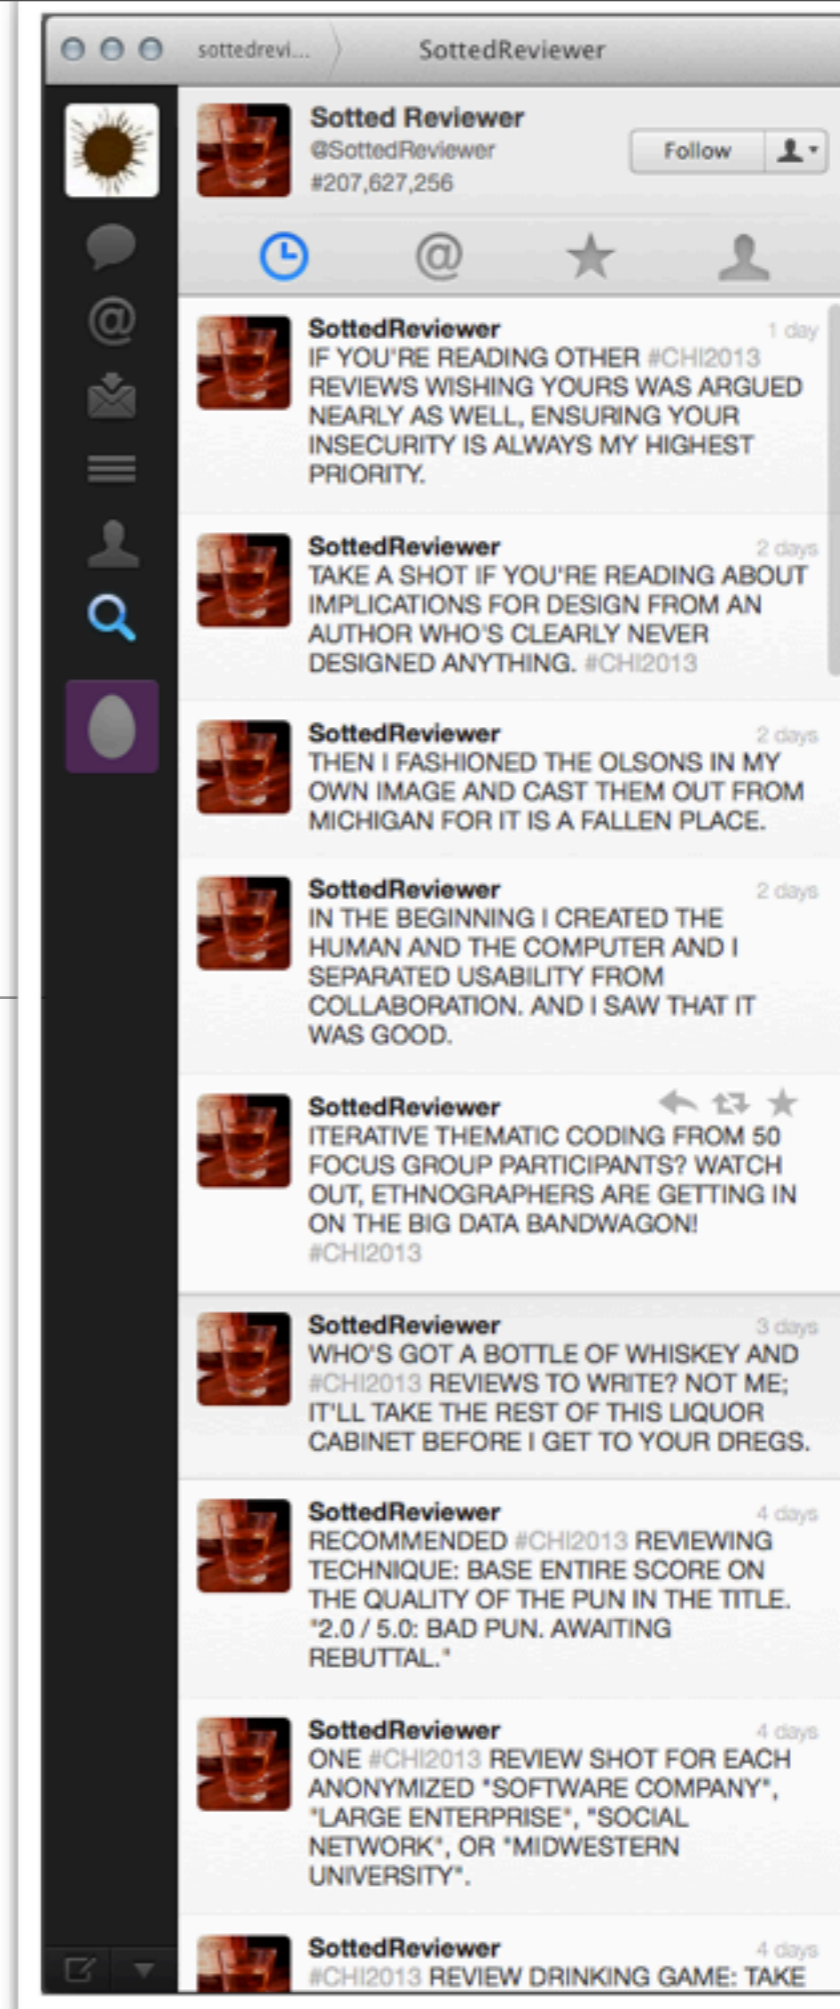 sottedrevi...
SottedReviewer
Sotted Reviewer
@SottedReviewer
#207,627,256
Follow
SottedReviewer 1 day
IF YOU'RE READING OTHER #CHI2013
REVIEWS WISHING YOURS WAS ARGUED
NEARLY AS WELL, ENSURING YOUR
INSECURITY IS ALWAYS MY HIGHEST
PRIORITY.
SottedReviewer 2 days
TAKE A SHOT IF YOU'RE READING ABOUT
IMPLICATIONS FOR DESIGN FROM AN
AUTHOR WHO'S CLEARLY NEVER
DESIGNED ANYTHING. #CHI2013
SottedReviewer 2 days
THEN I FASHIONED THE OLSONS IN MY
OWN IMAGE AND CAST THEM OUT FROM
MICHIGAN FOR IT IS A FALLEN PLACE.
SottedReviewer 2 days
IN THE BEGINNING I CREATED THE
HUMAN AND THE COMPUTER AND I
SEPARATED USABILITY FROM
COLLABORATION. AND I SAW THAT IT
WAS GOOD.
SottedReviewer
ITERATIVE THEMATIC CODING FROM 50
FOCUS GROUP PARTICIPANTS? WATCH
OUT, ETHNOGRAPHERS ARE GETTING IN
ON THE BIG DATA BANDWAGON!
#CHI2013
SottedReviewer 3 days
WHO'S GOT A BOTTLE OF WHISKEY AND
#CHI2013 REVIEWS TO WRITE? NOT ME;
IT'LL TAKE THE REST OF THIS LIQUOR
CABINET BEFORE I GET TO YOUR DREGS.
SottedReviewer 4 days
RECOMMENDED #CHI2013 REVIEWING
TECHNIQUE: BASE ENTIRE SCORE ON
THE QUALITY OF THE PUN IN THE TITLE.
"2.0 / 5.0: BAD PUN. AWAITING
REBUTTAL."
SottedReviewer 4 days
ONE #CHI2013 REVIEW SHOT FOR EACH
ANONYMIZED "SOFTWARE COMPANY",
"LARGE ENTERPRISE", "SOCIAL
NETWORK", OR "MIDWESTERN
UNIVERSITY".
SottedReviewer 4 days
#CHI2013 REVIEW DRINKING GAME: TAKE